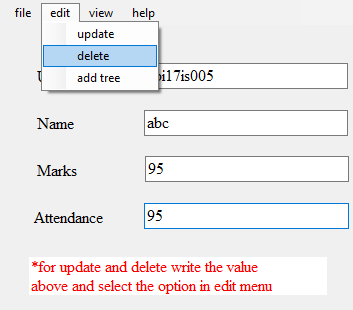 file edit view help
update
delete
add tree
i17is005
Name abc
Marks 95
Attendance 95
*for update and delete write the value
above and select the option in edit menu